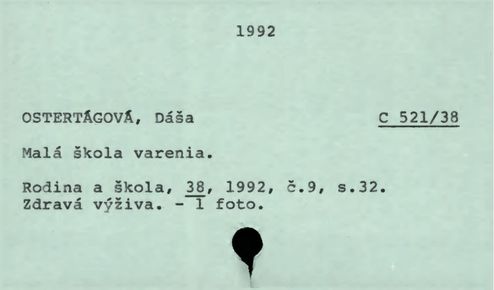 1992
OSTERTÁGOVÁ, Dáša C 521/38
Malá škola varenia.
Rodina a škola, 38, 1992, č.9, s.32.
Zdravá výživa. - 1 foto.